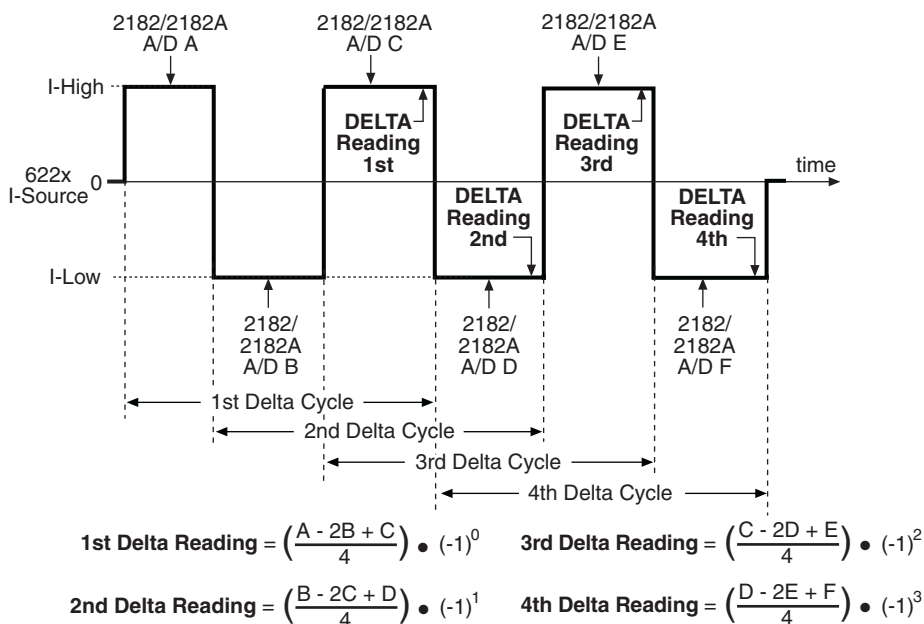 2182/2182A
A/D A
2182/2182A
A/D C
2182/2182A
A/D E
I-High
DELTA
Reading
1st
DELTA
Reading
3rd
622x
I-Source
0
time
DELTA
Reading
2nd
DELTA
Reading
4th
I-Low
2182/
2182A
A/D B
2182/
2182A
A/D D
2182/
2182A
A/D F
1st Delta Cycle
2nd Delta Cycle
3rd Delta Cycle
4th Delta Cycle
1st Delta Reading = (A - 2B + C / 4) • (-1)^0
3rd Delta Reading = (C - 2D + E / 4) • (-1)^2
2nd Delta Reading = (B - 2C + D / 4) • (-1)^1
4th Delta Reading = (D - 2E + F / 4) • (-1)^3